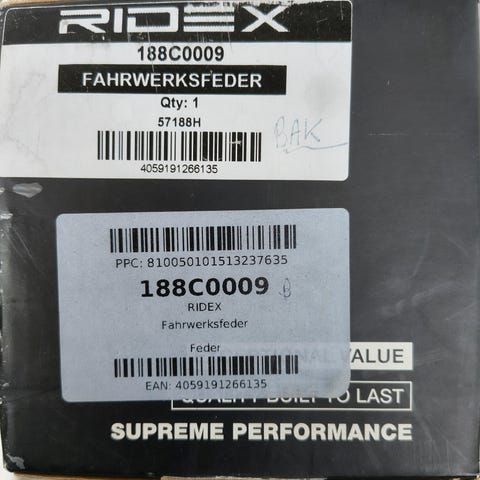 RIDEX
188C0009
FAHRWERKSFEDER
Qty: 1
57188H
BAK
4059191266135
PPC: 810050101513237635
188C0009
RIDEX
Fahrwerksfeder
Feder
VALUE
EAN: 4059191266135
QUALITY BUILT TO LAST
SUPREME PERFORMANCE